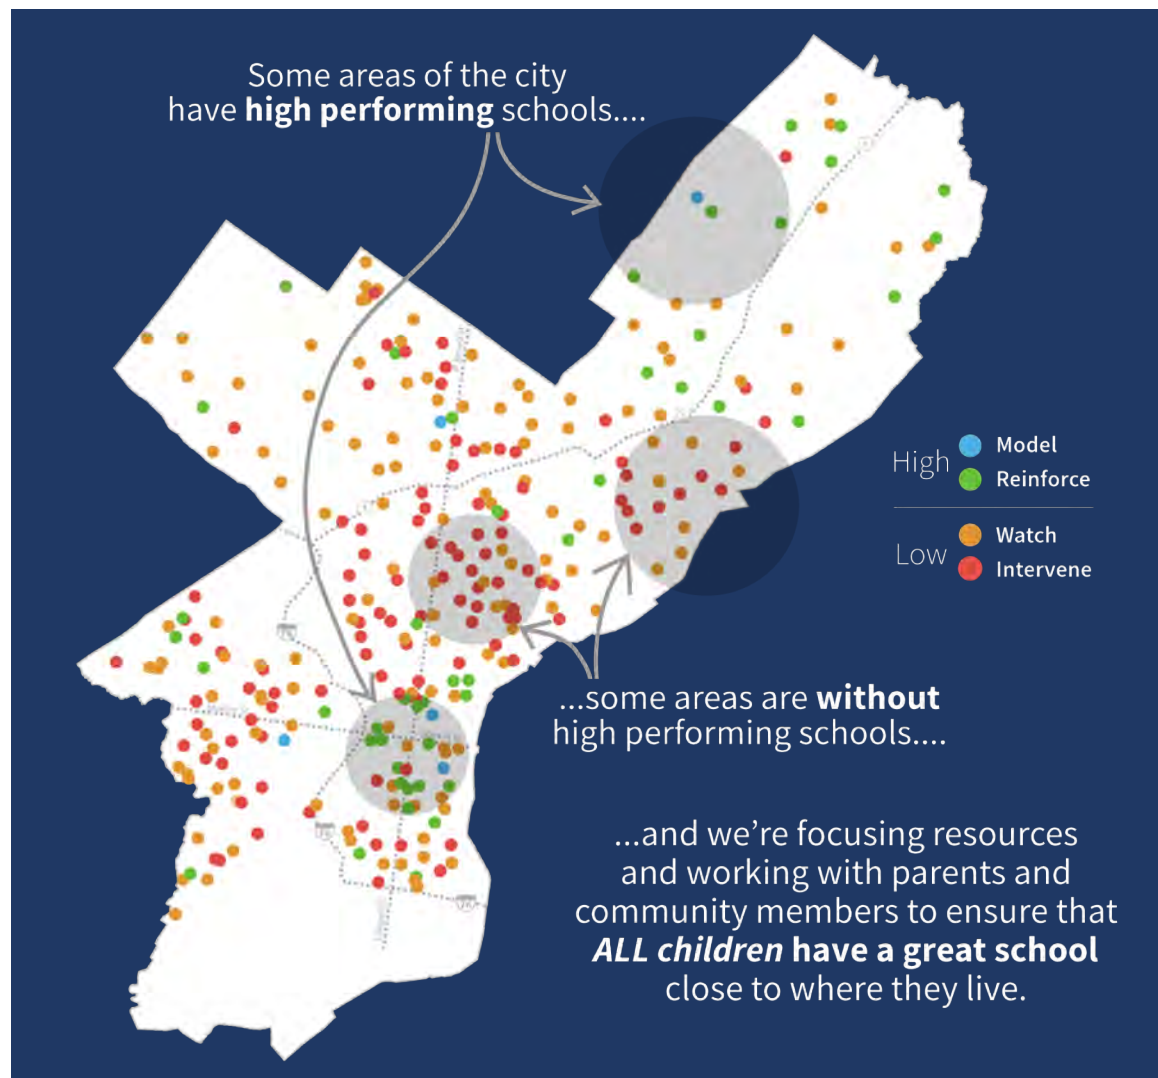 Some areas of the city
have high performing schools....
High
Model
Reinforce
Low
Watch
Intervene
...some areas are without
high performing schools....
...and we’re focusing resources
and working with parents and
community members to ensure that
ALL children have a great school
close to where they live.